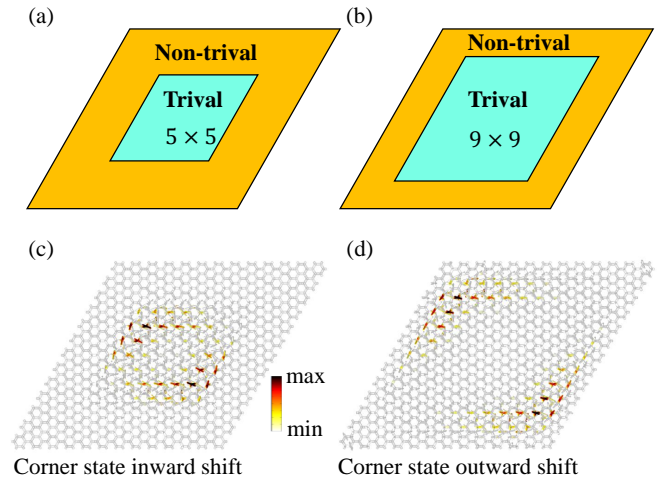 (a)
Non-trival
Trival
5 × 5
(b)
Non-trival
Trival
9 × 9
(c)
max
min
Corner state inward shift
(d)
Corner state outward shift